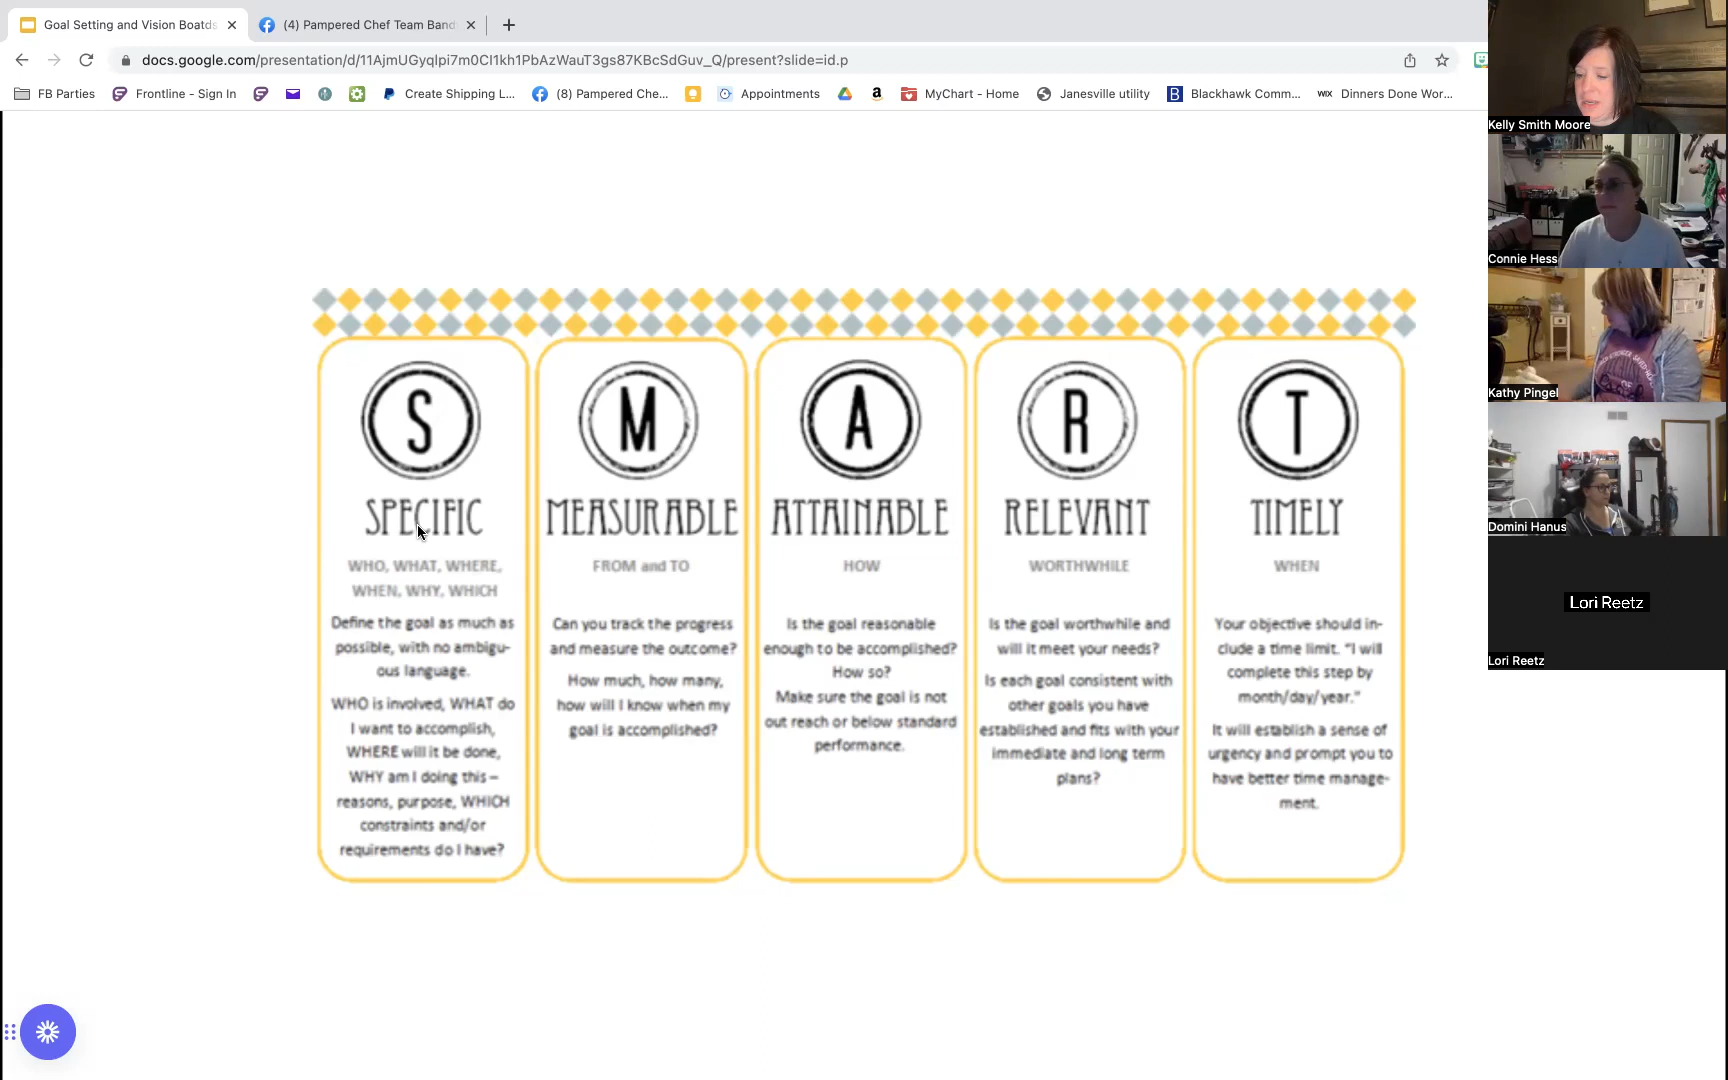 Goal Setting and Vision Boards
(4) Pampered Chef Team Band
docs.google.com/presentation/d/11AjmUGyqIpi7m0CI1kh1PbAzWauT3gs87KBcSdGuv_Q/present?slide=id.p
FB Parties
Frontline - Sign In
Create Shipping L...
(8) Pampered Che...
Appointments
MyChart - Home
Janesville utility
B
Blackhawk Comm...
WIX
Dinners Done Wor...
S
SPECIFIC
WHO, WHAT, WHERE,
WHEN, WHY, WHICH
Define the goal as much as
possible, with no ambigu-
ous language.
WHO is involved, WHAT do
I want to accomplish,
WHERE will it be done,
WHY am I doing this –
reasons, purpose, WHICH
constraints and/or
requirements do I have?
M
MEASURABLE
FROM and TO
Can you track the progress
and measure the outcome?
How much, how many,
how will I know when my
goal is accomplished?
A
ATTAINABLE
HOW
Is the goal reasonable
enough to be accomplished?
How so?
Make sure the goal is not
out reach or below standard
performance.
R
RELEVANT
WORTHWHILE
Is the goal worthwhile and
will it meet your needs?
Is each goal consistent with
other goals you have
established and fits with your
immediate and long term
plans?
T
TIMELY
WHEN
Your objective should in-
clude a time limit. "I will
complete this step by
month/day/year."
It will establish a sense of
urgency and prompt you to
have better time manage-
ment.
Kelly Smith Moore
Connie Hess
Kathy Pingel
Domini Hanus
Lori Reetz
Lori Reetz